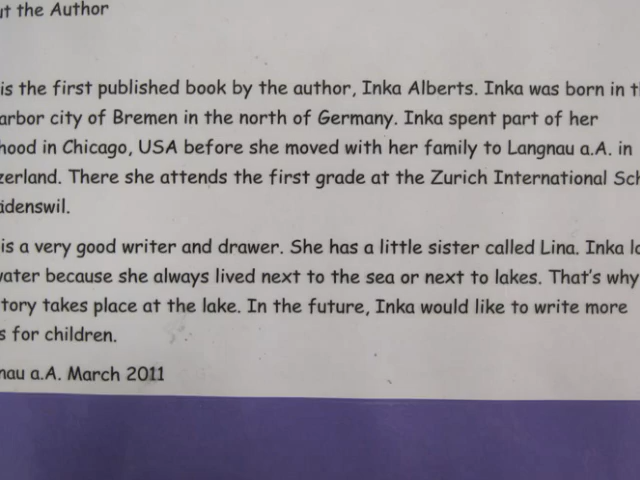 ut the Author
is the first published book by the author, Inka Alberts. Inka was born in th
arbor city of Bremen in the north of Germany. Inka spent part of her
hood in Chicago, USA before she moved with her family to Langnau a.A. in
zerland. There she attends the first grade at the Zurich International Sch
idenswil.
is a very good writer and drawer. She has a little sister called Lina. Inka lo
water because she always lived next to the sea or next to lakes. That's why
tory takes place at the lake. In the future, Inka would like to write more
s for children.
nau a.A. March 2011